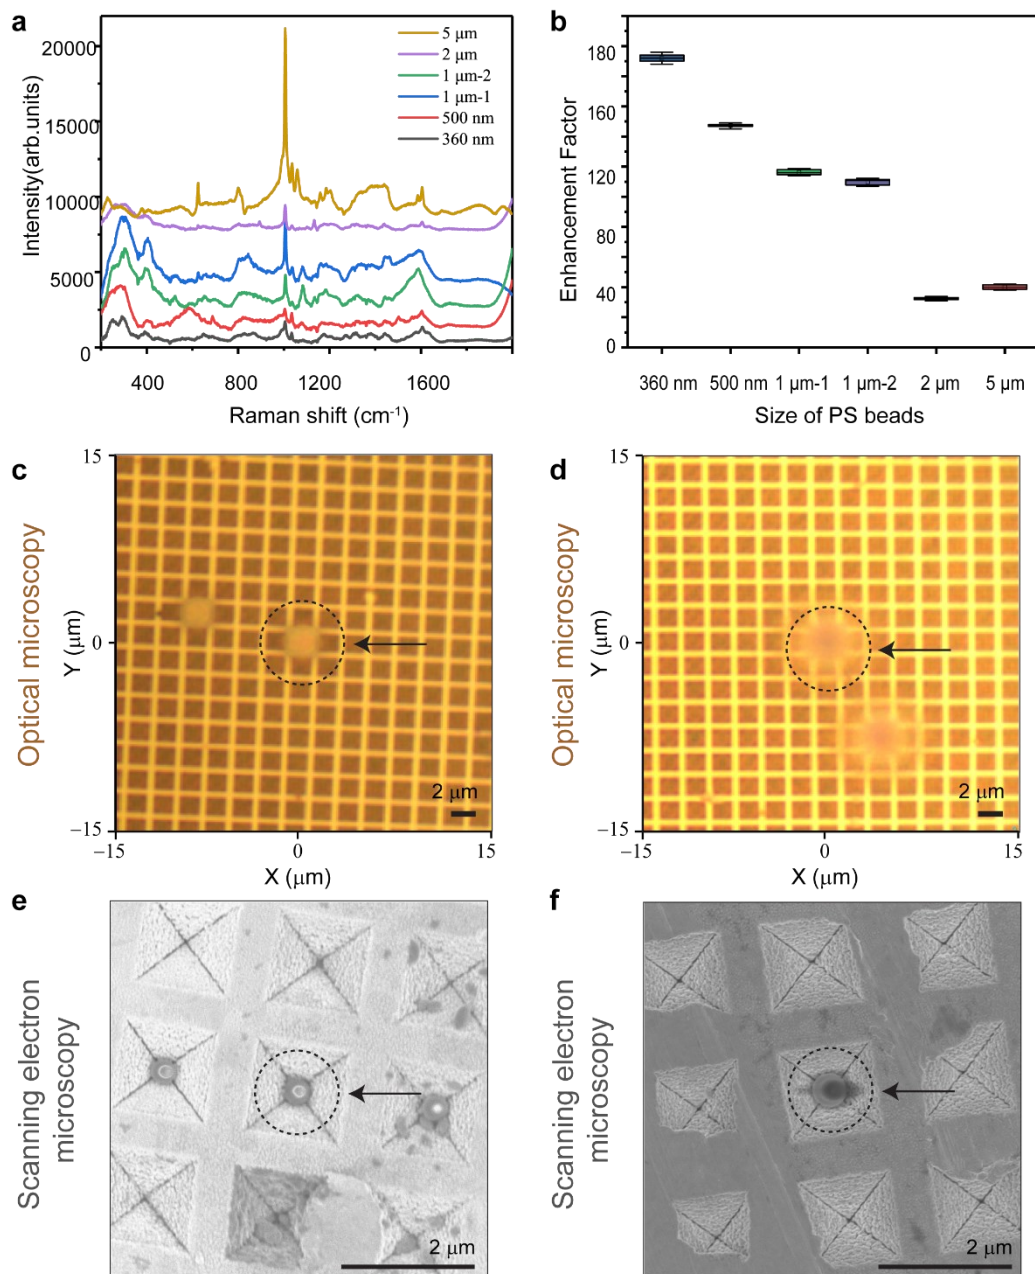 a
20000
15000
10000
5000
0
Intensity(arb.units)
5 µm
2 µm
1 µm-2
1 µm-1
500 nm
360 nm
400
800
1200
1600
Raman shift (cm⁻¹)
b
180
160
120
180
80
40
0
Enhancement Factor
360 nm
500 nm
1 µm-1
1 µm-2
2 µm
5 µm
Size of PS beads
c
Optical microscopy
15
0
−15
Y (µm)
2 µm
−15
0
15
X (µm)
d
Optical microscopy
15
0
−15
Y (µm)
2 µm
−15
0
15
X (µm)
e
Scanning electron
microscopy
2 µm
f
Scanning electron
microscopy
2 µm